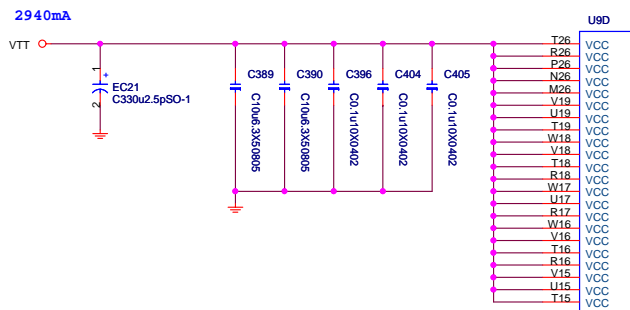 2940mA
VTT
1
+
2
EC21
C330u2.5pSO-1
C389
C10u6.3X50805
C390
C10u6.3X50805
C396
C0.1u10X0402
C404
C0.1u10X0402
C405
C0.1u10X0402
U9D
T26 VCC
R26 VCC
P26 VCC
N26 VCC
M26 VCC
V19 VCC
U19 VCC
T19 VCC
W18 VCC
V18 VCC
T18 VCC
R18 VCC
W17 VCC
U17 VCC
R17 VCC
W16 VCC
V16 VCC
T16 VCC
R16 VCC
V15 VCC
U15 VCC
T15 VCC